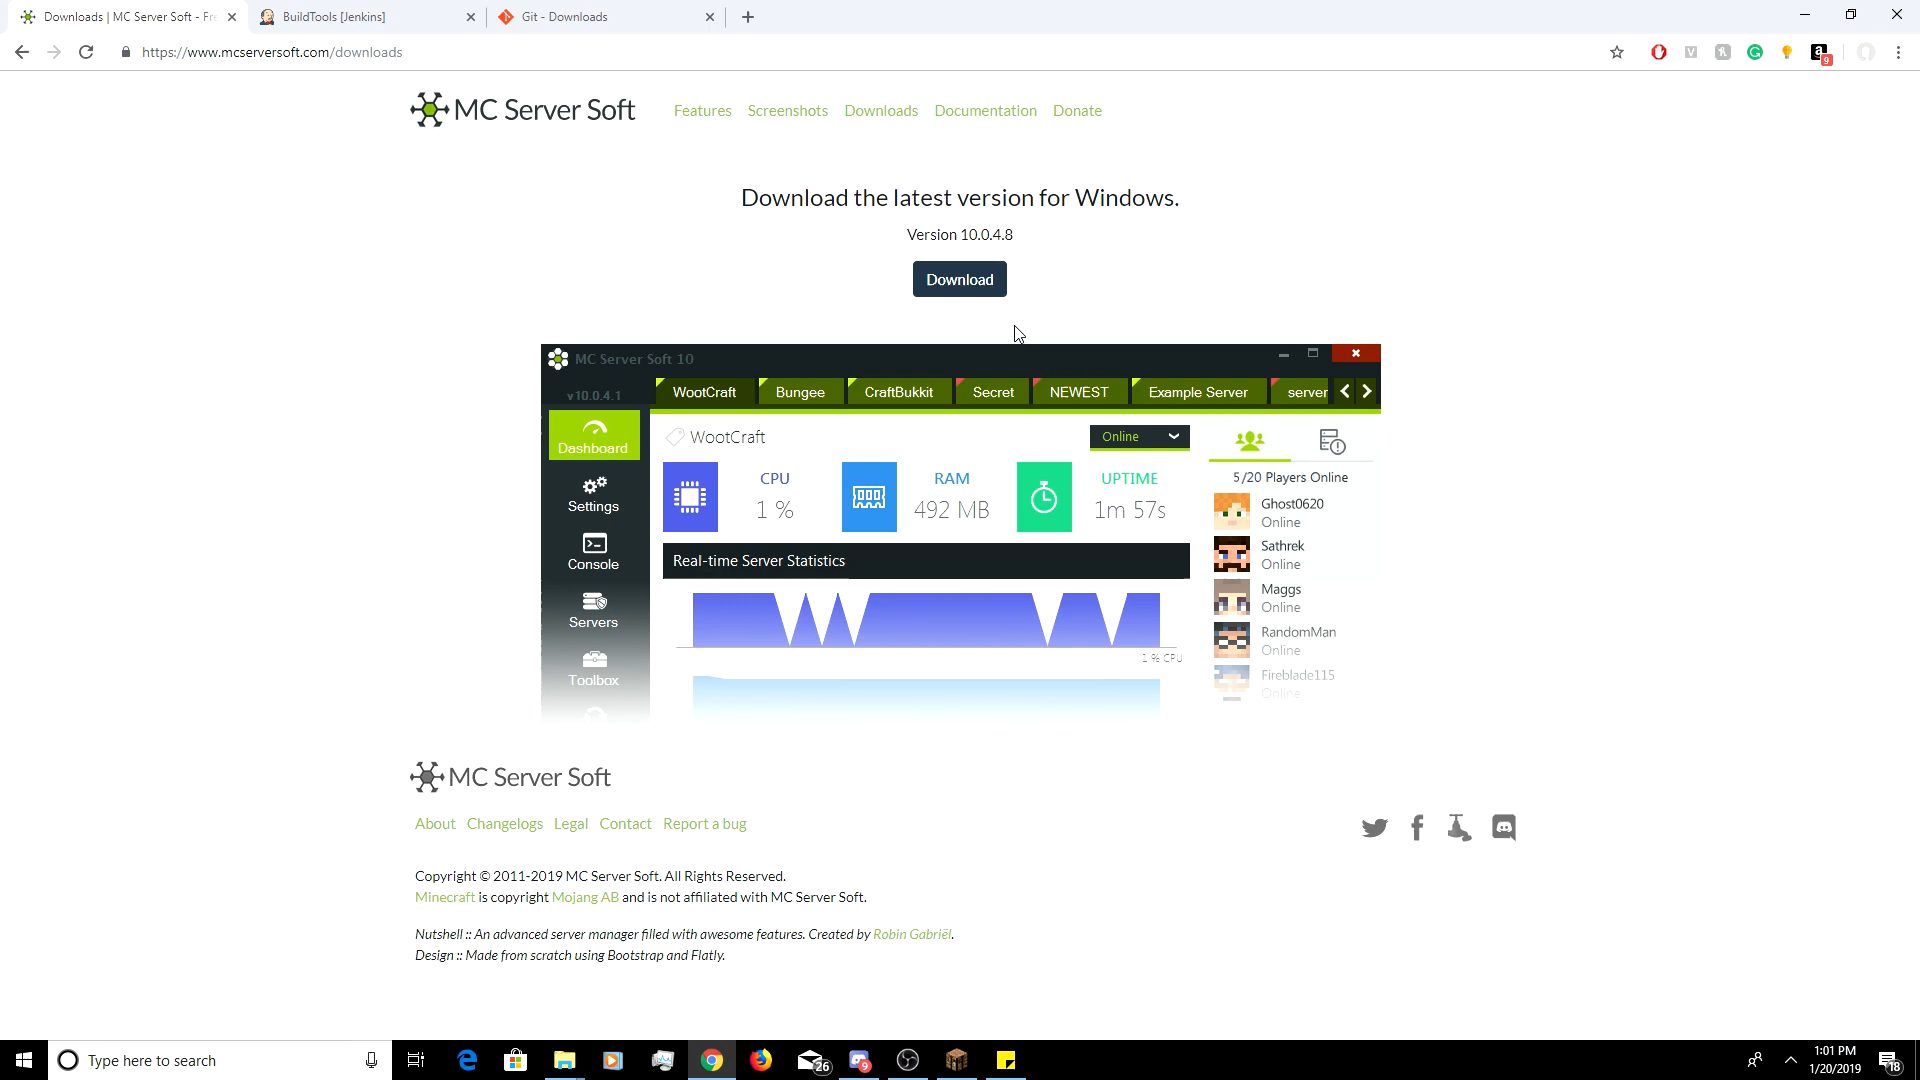 Downloads | MC Server Soft - Fre
BuildTools [Jenkins]
Git - Downloads
https://www.mcserversoft.com/downloads
9
MC Server Soft
Features
Screenshots
Downloads
Documentation
Donate
Download the latest version for Windows.
Version 10.0.4.8
Download
MC Server Soft 10
v10.0.4.1
WootCraft
Bungee
CraftBukkit
Secret
NEWEST
Example Server
server
Dashboard
Settings
Console
Servers
Toolbox
WootCraft
Online
CPU
1 %
RAM
492 MB
UPTIME
1m 57s
Real-time Server Statistics
1 % CPU
5/20 Players Online
Ghost0620
Online
Sathrek
Online
Maggs
Online
RandomMan
Online
Fireblade115
Online
MC Server Soft
About
Changelogs
Legal
Contact
Report a bug
Copyright © 2011-2019 MC Server Soft. All Rights Reserved.
Minecraft is copyright Mojang AB and is not affiliated with MC Server Soft.
Nutshell :: An advanced server manager filled with awesome features. Created by Robin Gabriël.
Design :: Made from scratch using Bootstrap and Flatly.
Type here to search
26
9
1:01 PM
1/20/2019
18